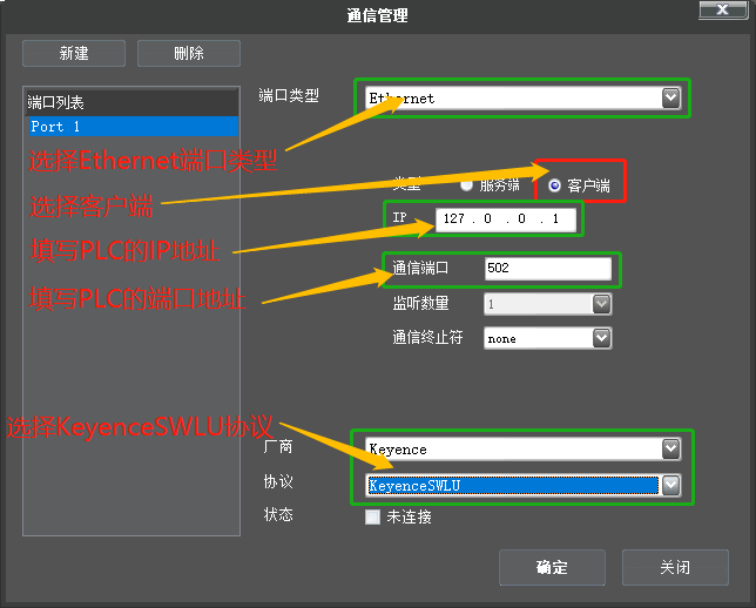 通信管理
新建
删除
端口列表
Port 1
端口类型
Ethernet
选择Ethernet端口类型
类型
服务端
客户端
选择客户端
IP
127 . 0 . 0 . 1
填写PLC的IP地址
通信端口
502
填写PLC的端口地址
监听数量
1
通信终止符
none
选择KeyenceSWLU协议
厂商
Keyence
协议
KeyenceSWLU
状态
未连接
确定
关闭